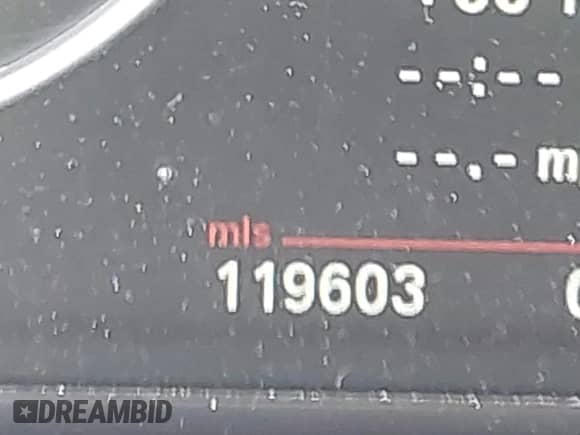 --:--
--.- m
mls
119603
DREAMBID